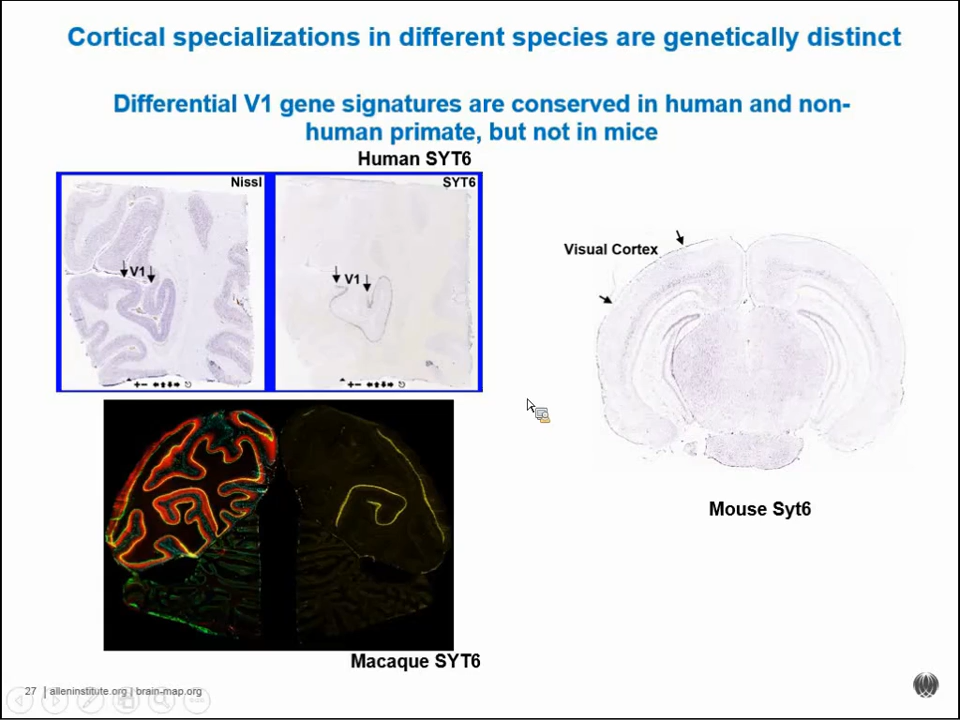 Cortical specializations in different species are genetically distinct
Differential V1 gene signatures are conserved in human and non-
human primate, but not in mice
Human SYT6
Nissl
SYT6
V1
V1
Visual Cortex
Mouse Syt6
Macaque SYT6
27 | alleninstitute.org | brain-map.org